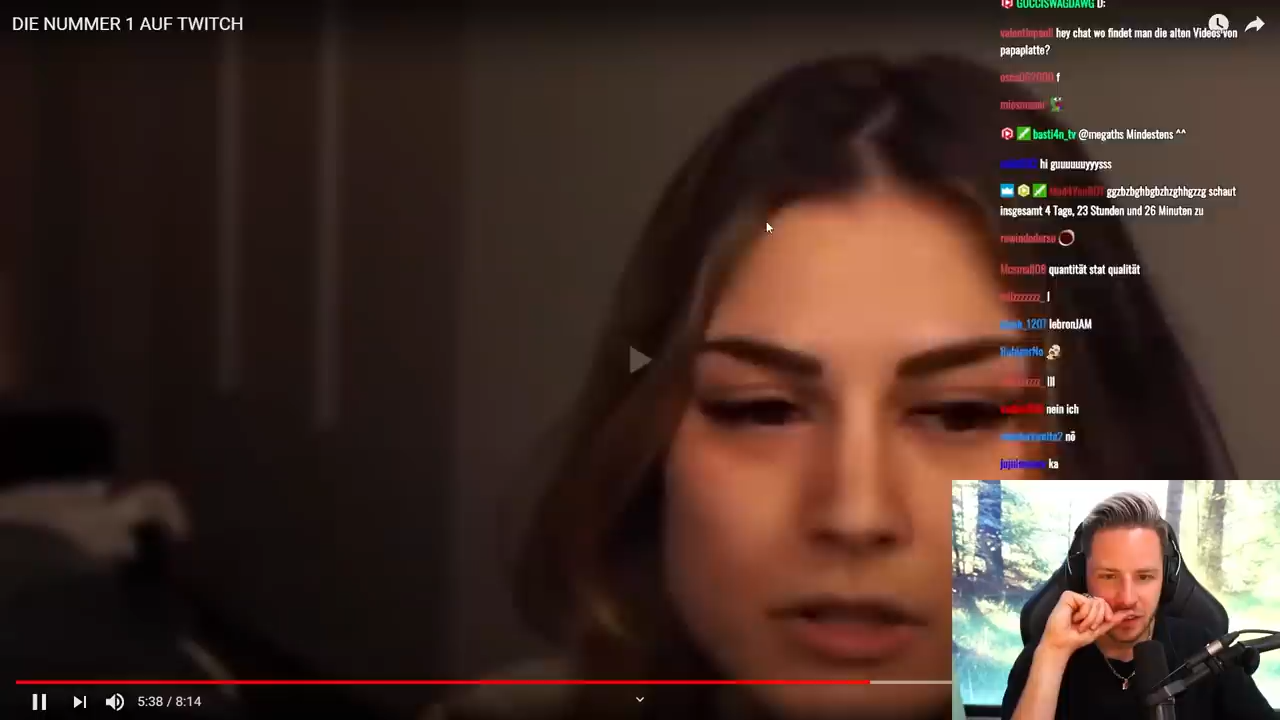 DIE NUMMER 1 AUF TWITCH
GUCCISWAGDAWG D:
hey chat wo findet man die alten Videos von
papaplatte?
f
basti4n_tv @megaths Mindestens ^^
hi guuuuuuyyysss
ggzbzbghbgbzhzghhgzzg schaut
insgesamt 4 Tage, 23 Stunden und 26 Minuten zu
quantität stat qualität
I
lebronJAM
III
nein ich
nö
ka
5:38 / 8:14